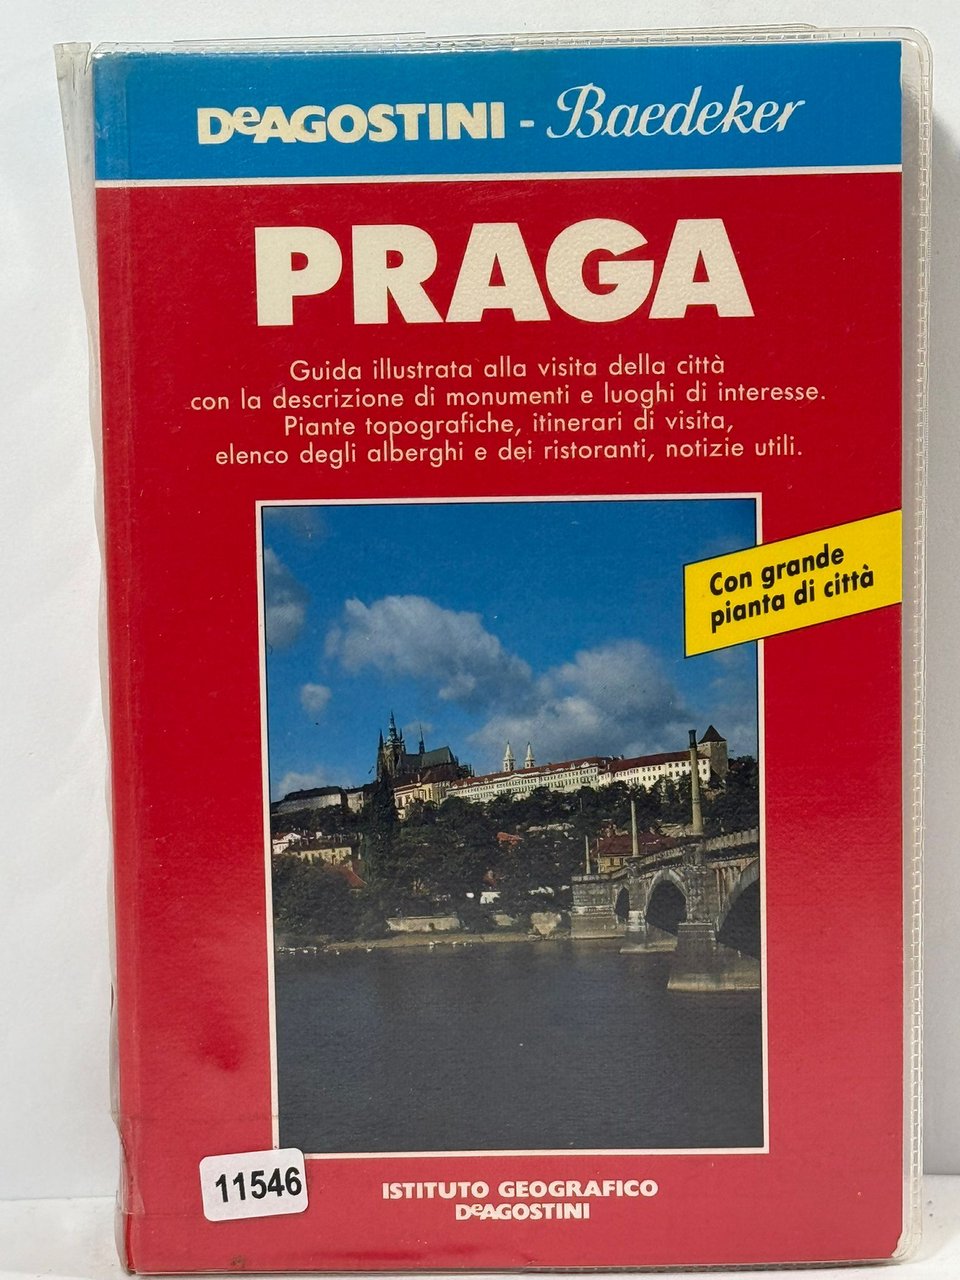 DeAGOSTINI - Baedeker
PRAGA
Guida illustrata alla visita della città
con la descrizione di monumenti e luoghi di interesse.
Piante topografiche, itinerari di visita,
elenco degli alberghi e dei ristoranti, notizie utili.
Con grande
pianta di città
11546
ISTITUTO GEOGRAFICO
DeAGOSTINI